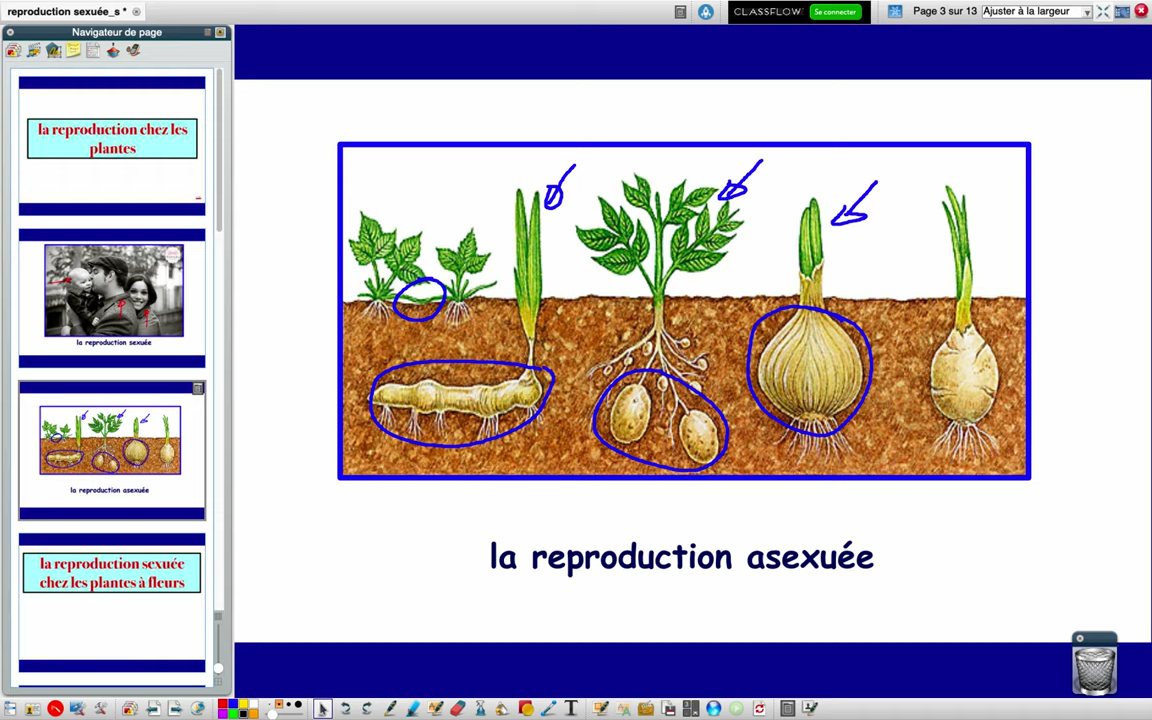 reproduction sexuée_s *
CLASSFLOW
Se connecter
Page 3 sur 13
Ajuster à la largeur
Navigateur de page
la reproduction chez les
plantes
la reproduction sexuée
la reproduction asexuée
la reproduction sexuée
chez les plantes à fleurs
la reproduction asexuée